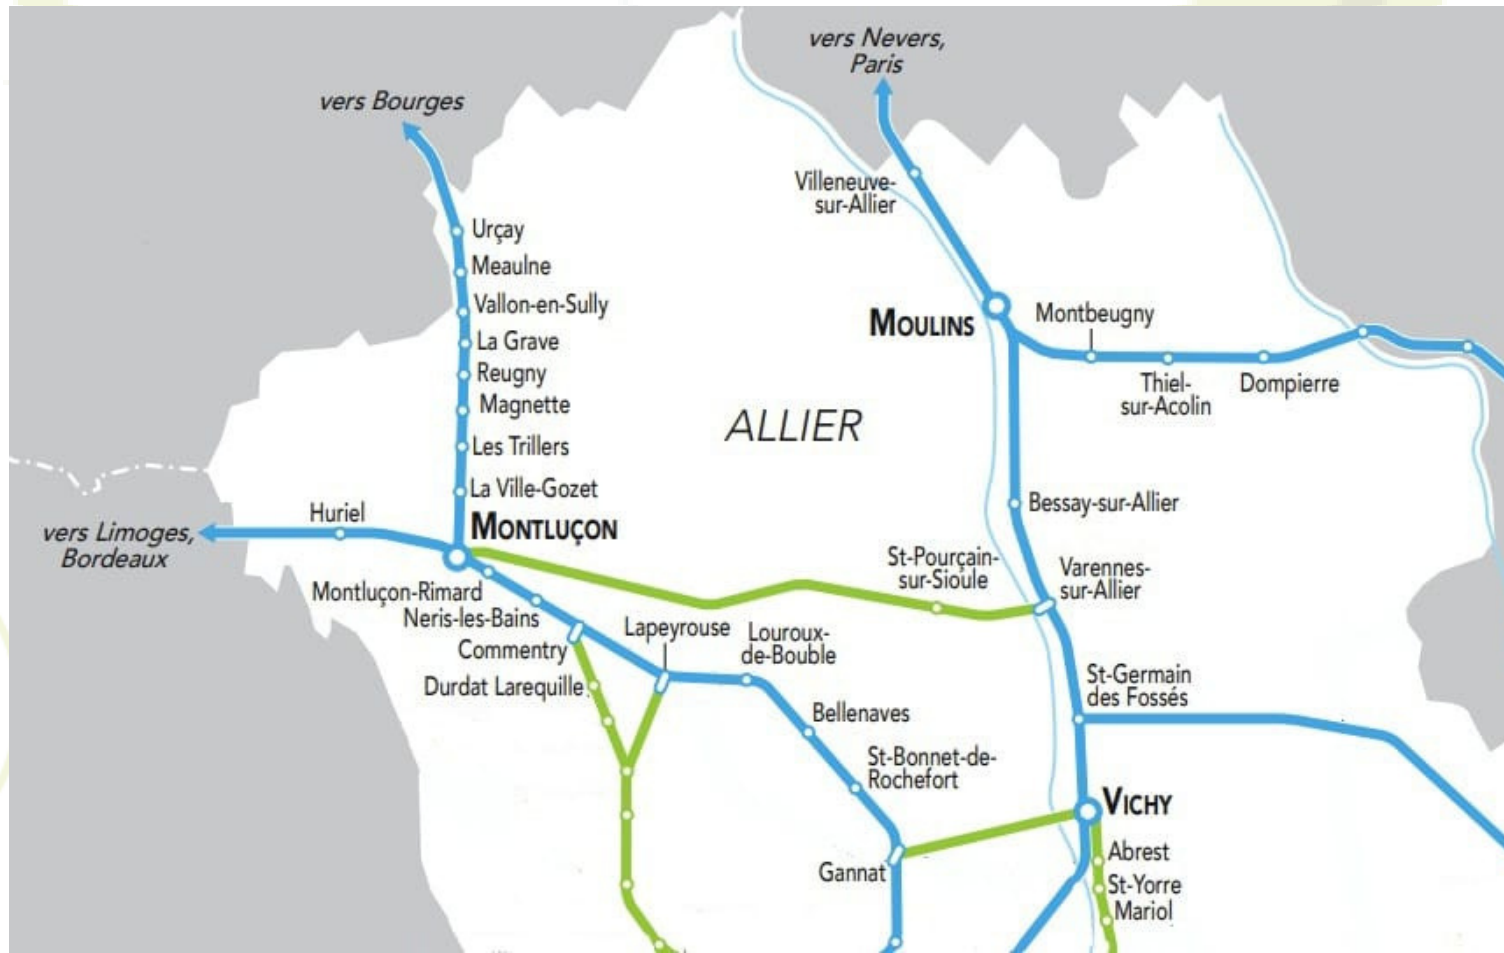 vers Nevers,
Paris
vers Bourges
Villeneuve-
sur-Allier
Urçay
Meaulne
Vallon-en-Sully
La Grave
Reugny
Magnette
Les Trillers
La Ville-Gozet
MOULINS
Montbeugny
Thiel-
sur-Acolin
Dompierre
ALLIER
Huriel
vers Limoges,
Bordeaux
MONTLUÇON
Bessay-sur-Allier
St-Pourçain-
sur-Sioule
Varennes-
sur-Allier
Montluçon-Rimard
Neris-les-Bains
Commentry
Durdat Larequille
Lapeyrouse
Louroux-
de-Bouble
Bellenaves
St-Bonnet-de-
Rochefort
St-Germain
des Fossés
VICHY
Gannat
Abrest
St-Yorre
Mariol